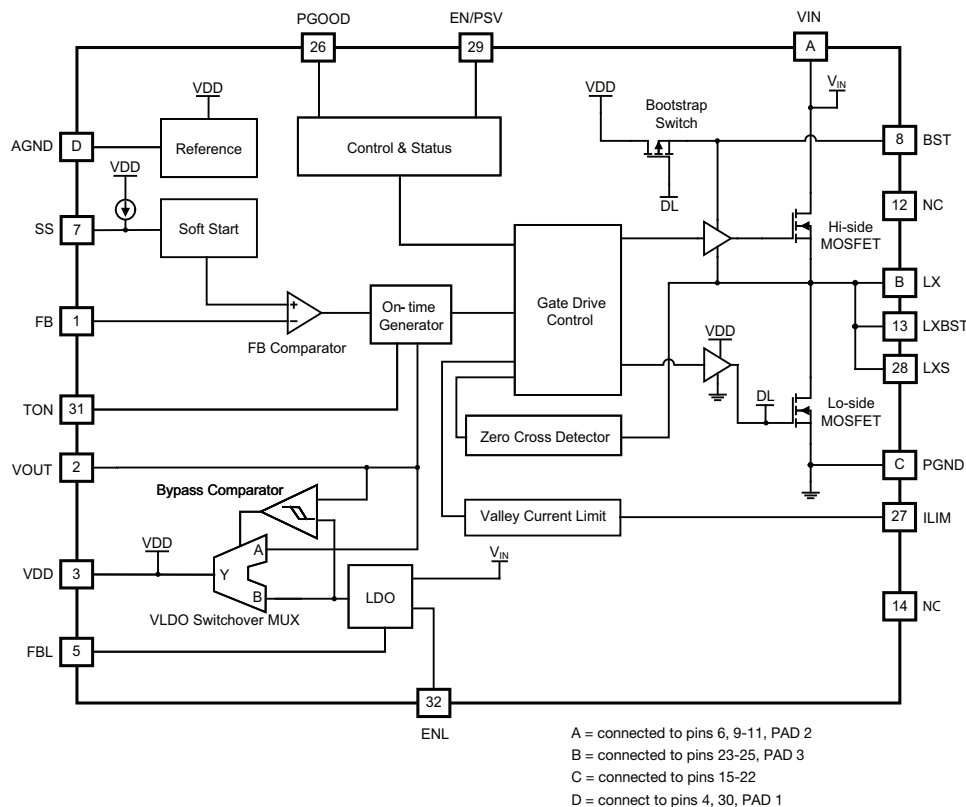 PGOOD
EN/PSV
VIN
26
29
A
VDD
VDD
Bootstrap
Switch
V_IN
AGND
D
Reference
Control & Status
8
BST
VDD
DL
SS
7
Soft Start
12
NC
Hi-side
MOSFET
FB
1
+
−
FB Comparator
On-time
Generator
Gate Drive
Control
B
LX
13
LXBST
VDD
28
LXS
TON
31
DL
Lo-side
MOSFET
Zero Cross Detector
VOUT
2
C
PGND
Bypass Comparator
Valley Current Limit
27
ILIM
VDD
A
V_IN
VDD
3
Y
B
LDO
VLDO Switchover MUX
14
NC
FBL
5
32
ENL
A = connected to pins 6, 9-11, PAD 2
B = connected to pins 23-25, PAD 3
C = connected to pins 15-22
D = connect to pins 4, 30, PAD 1